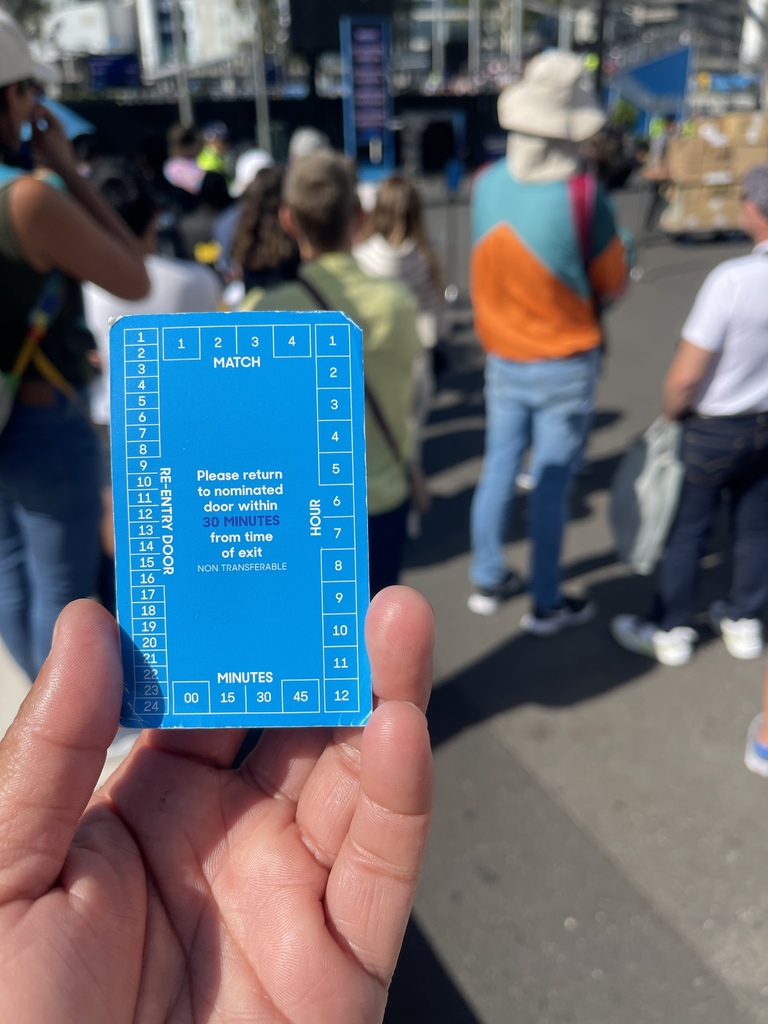 1 2 3 4
MATCH
1
2
3
4
5
6
7
8
9
10
11
12
13
14
15
16
17
18
19
20
21
22
23
24
RE-ENTRY DOOR
Please return
to nominated
door within
30 MINUTES
from time
of exit
NON TRANSFERABLE
HOUR
1
2
3
4
5
6
7
8
9
10
11
12
MINUTES
00 15 30 45